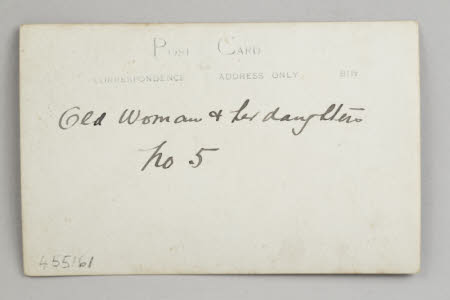 POST CARD
CORRESPONDENCE ADDRESS ONLY
Old Woman & her daughters
No 5
455161